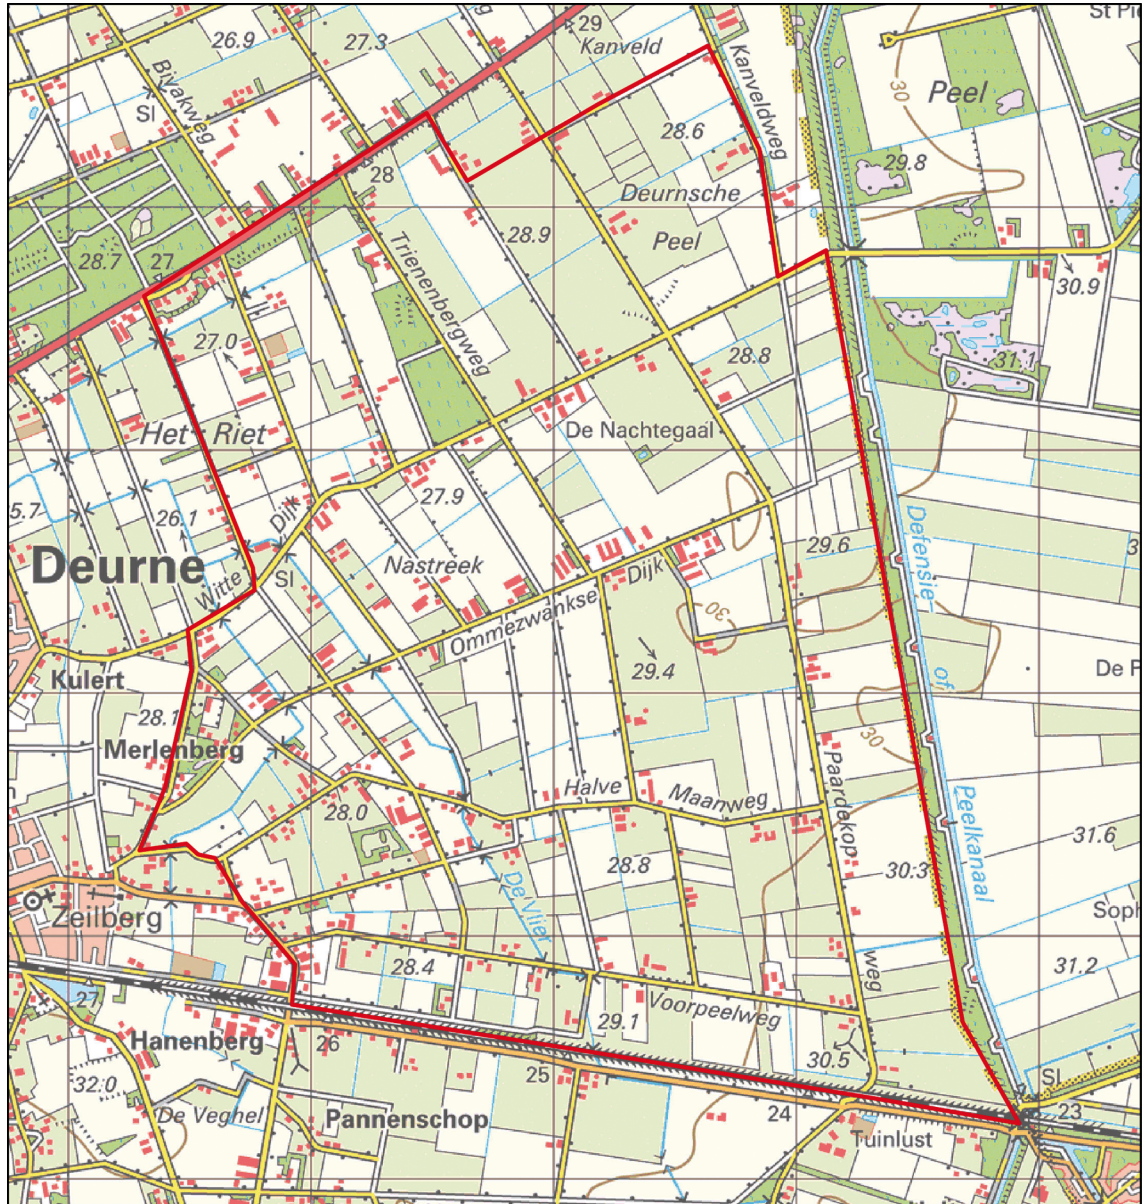 St Pi
29
26.9
27.3
Kanveld
Bijakweg
Kanveldweg
30
Peel
Sl
28.6
29.8
28
Deurnsche
28.7
27
28.9
Peel
Trienenbergweg
30.9
27.0
28.8
31.1
Het Riet
De Nachtegaal
27.9
5.7
26.1
Dijk
Defensie-
29.6
Deurne
Nastreek
Sl
Witte
Dijk
Ommezwankse
30
of
29.4
De P
Kulert
28.1
30
Merlenberg
Paardekop
Halve
Maanweg
Peelkanaal
28.0
31.6
28.8
30.3
De Vlier
Zeilberg
Soph
28.4
31.2
weg
27
Voorpeelweg
29.1
Hanenberg
26
30.5
25
Sl
32.0
24
23
De Veghel
Pannenschop
Tuinlust